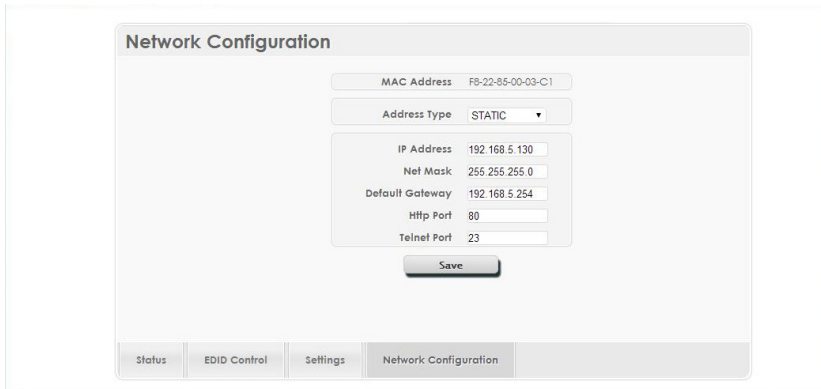 Network Configuration
MAC Address F8-22-85-00-03-C1
Address Type STATIC
IP Address 192.168.5.130
Net Mask 255.255.255.0
Default Gateway 192.168.5.254
Http Port 80
Telnet Port 23
Save
Status EDID Control Settings Network Configuration